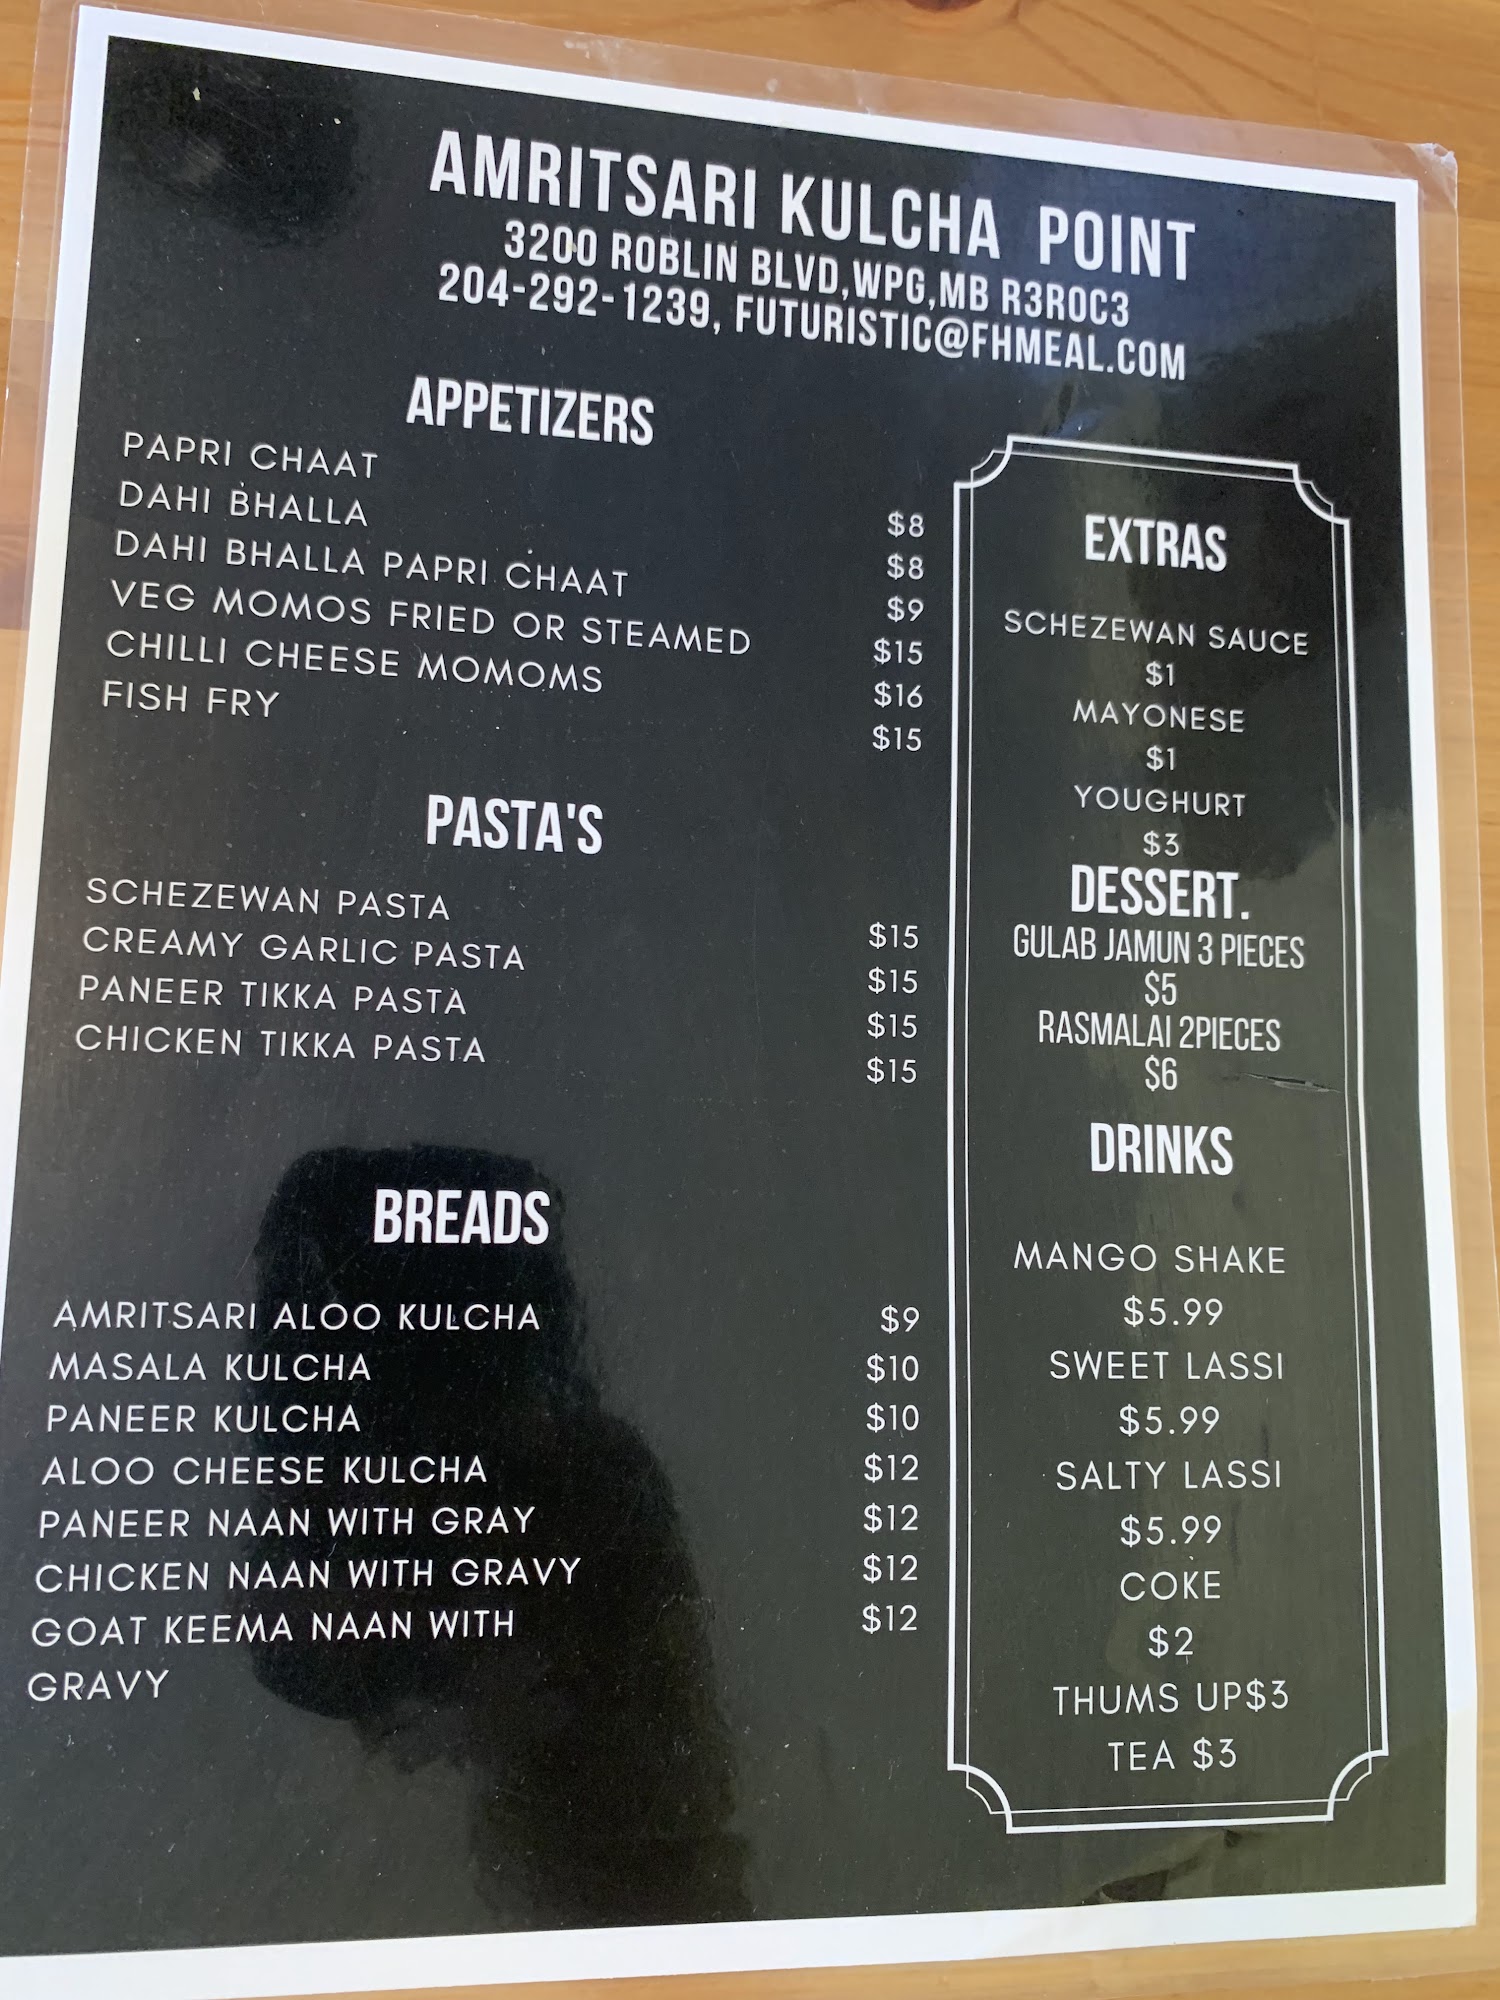 AMRITSARI KULCHA POINT
3200 ROBLIN BLVD,WPG,MB R3R0C3
204-292-1239, FUTURISTIC@FHMEAL.COM
APPETIZERS
PAPRI CHAAT $8
DAHI BHALLA $8
DAHI BHALLA PAPRI CHAAT $9
VEG MOMOS FRIED OR STEAMED $15
CHILLI CHEESE MOMOMS $16
FISH FRY $15
PASTA'S
SCHEZEWAN PASTA $15
CREAMY GARLIC PASTA $15
PANEER TIKKA PASTA $15
CHICKEN TIKKA PASTA $15
BREADS
AMRITSARI ALOO KULCHA $9
MASALA KULCHA $10
PANEER KULCHA $10
ALOO CHEESE KULCHA $12
PANEER NAAN WITH GRAY $12
CHICKEN NAAN WITH GRAVY $12
GOAT KEEMA NAAN WITH $12
GRAVY
EXTRAS
SCHEZEWAN SAUCE
$1
MAYONESE
$1
YOUGHURT
$3
DESSERT.
GULAB JAMUN 3 PIECES
$5
RASMALAI 2PIECES
$6
DRINKS
MANGO SHAKE
$5.99
SWEET LASSI
$5.99
SALTY LASSI
$5.99
COKE
$2
THUMS UP$3
TEA $3